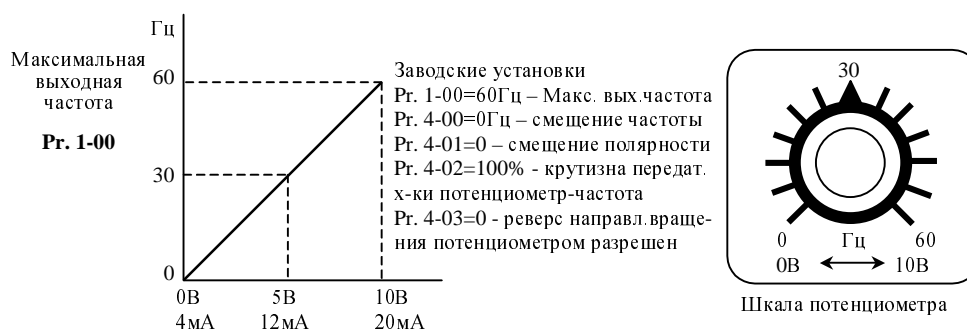 Гц
Максимальная
выходная
частота
Pr. 1-00
60
30
0
0В 5В 10В
4мА 12мА 20мА
Заводские установки
Pr. 1-00=60Гц – Макс. вых.частота
Pr. 4-00=0Гц – смещение частоты
Pr. 4-01=0 – смещение полярности
Pr. 4-02=100% - крутизна передат.
х-ки потенциометр-частота
Pr. 4-03=0 - реверс направл.враще-
ния потенциометром разрешен
30
0 Гц 60
0В 10В
Шкала потенциометра